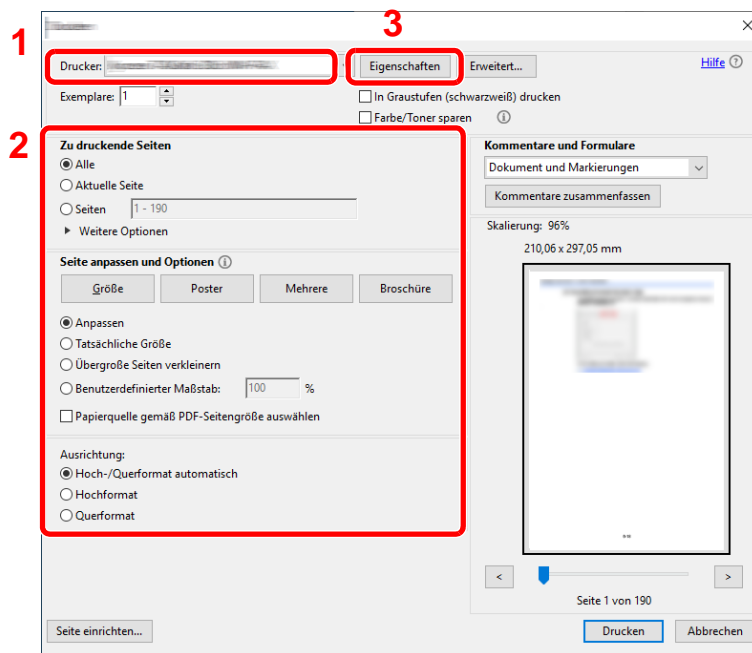 1
3
Drucker:
Eigenschaften
Erweitert...
Hilfe
Exemplare: 1
In Graustufen (schwarzweiß) drucken
Farbe/Toner sparen
2
Zu druckende Seiten
Alle
Aktuelle Seite
Seiten 1 - 190
Weitere Optionen
Seite anpassen und Optionen
Größe Poster Mehrere Broschüre
Anpassen
Tatsächliche Größe
Übergroße Seiten verkleinern
Benutzerdefinierter Maßstab: 100 %
Papierquelle gemäß PDF-Seitengröße auswählen
Ausrichtung:
Hoch-/Querformat automatisch
Hochformat
Querformat
Kommentare und Formulare
Dokument und Markierungen
Kommentare zusammenfassen
Skalierung: 96%
210,06 x 297,05 mm
< >
Seite 1 von 190
Seite einrichten...
Drucken Abbrechen